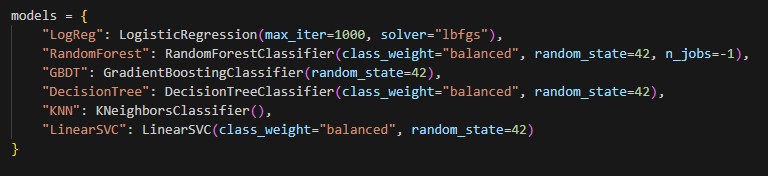 models = {
    "LogReg": LogisticRegression(max_iter=1000, solver="lbfgs"),
    "RandomForest": RandomForestClassifier(class_weight="balanced", random_state=42, n_jobs=-1),
    "GBDT": GradientBoostingClassifier(random_state=42),
    "DecisionTree": DecisionTreeClassifier(class_weight="balanced", random_state=42),
    "KNN": KNeighborsClassifier(),
    "LinearSVC": LinearSVC(class_weight="balanced", random_state=42)
}